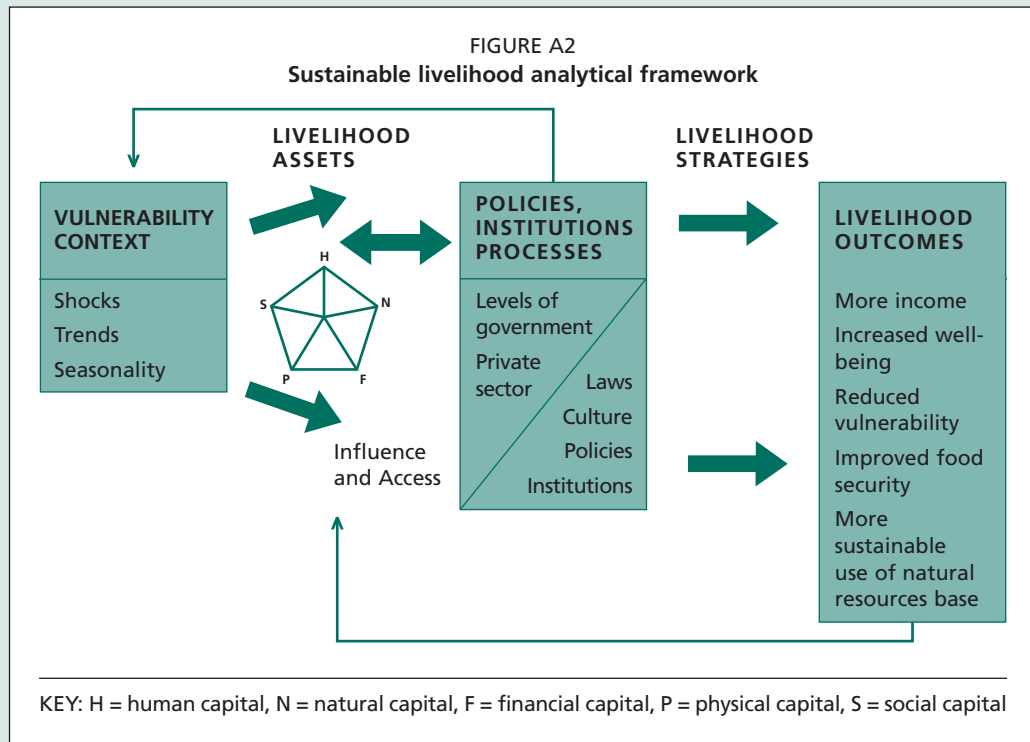 FIGURE A2
Sustainable livelihood analytical framework
LIVELIHOOD
ASSETS
LIVELIHOOD
STRATEGIES
VULNERABILITY
CONTEXT
Shocks
Trends
Seasonality
H
S
N
P
F
Influence
and Access
POLICIES,
INSTITUTIONS
PROCESSES
Levels of
government
Private
sector
Laws
Culture
Policies
Institutions
LIVELIHOOD
OUTCOMES
More income
Increased well-
being
Reduced
vulnerability
Improved food
security
More
sustainable
use of natural
resources base
KEY: H = human capital, N = natural capital, F = financial capital, P = physical capital, S = social capital